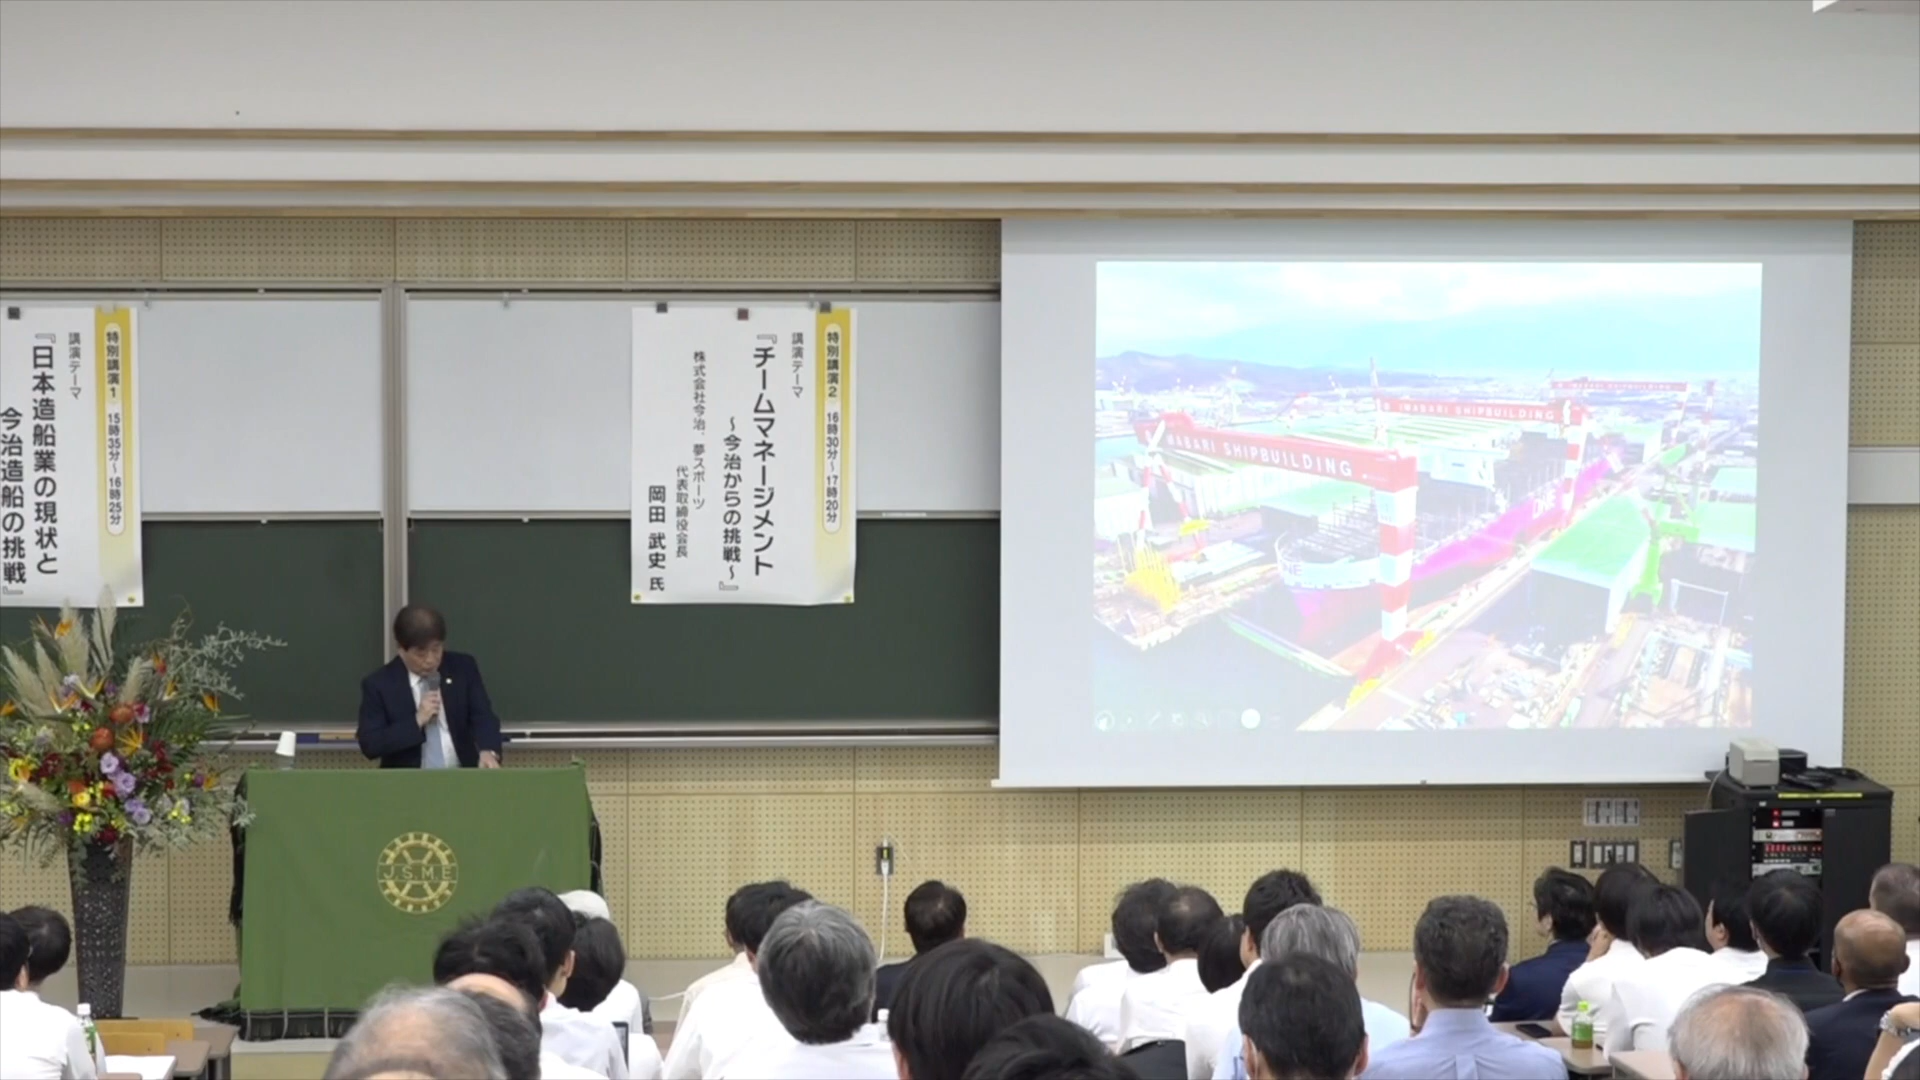 特別講演1 15時35分～16時25分
講演テーマ
『日本造船業の現状と
今治造船の挑戦』
特別講演2 16時30分～17時20分
講演テーマ
『チームマネージメント
～今治からの挑戦～』
株式会社今治．夢スポーツ
代表取締役会長
岡田 武史 氏
IMABARI SHIPBUILDING
IMABARI SHIPBUILDING
IMABARI SHIPBUILDING
J.S.M.E